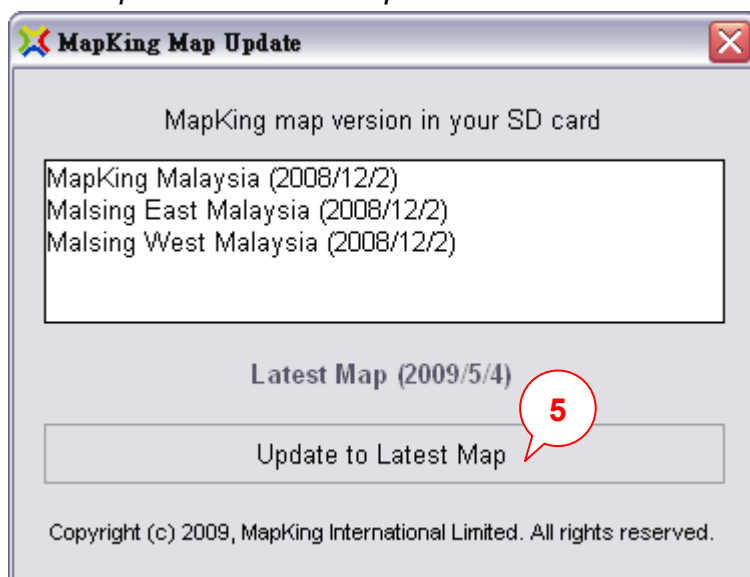 MapKing Map Update
MapKing map version in your SD card
MapKing Malaysia (2008/12/2)
Malsing East Malaysia (2008/12/2)
Malsing West Malaysia (2008/12/2)
Latest Map (2009/5/4)
5
Update to Latest Map
Copyright (c) 2009, MapKing International Limited. All rights reserved.